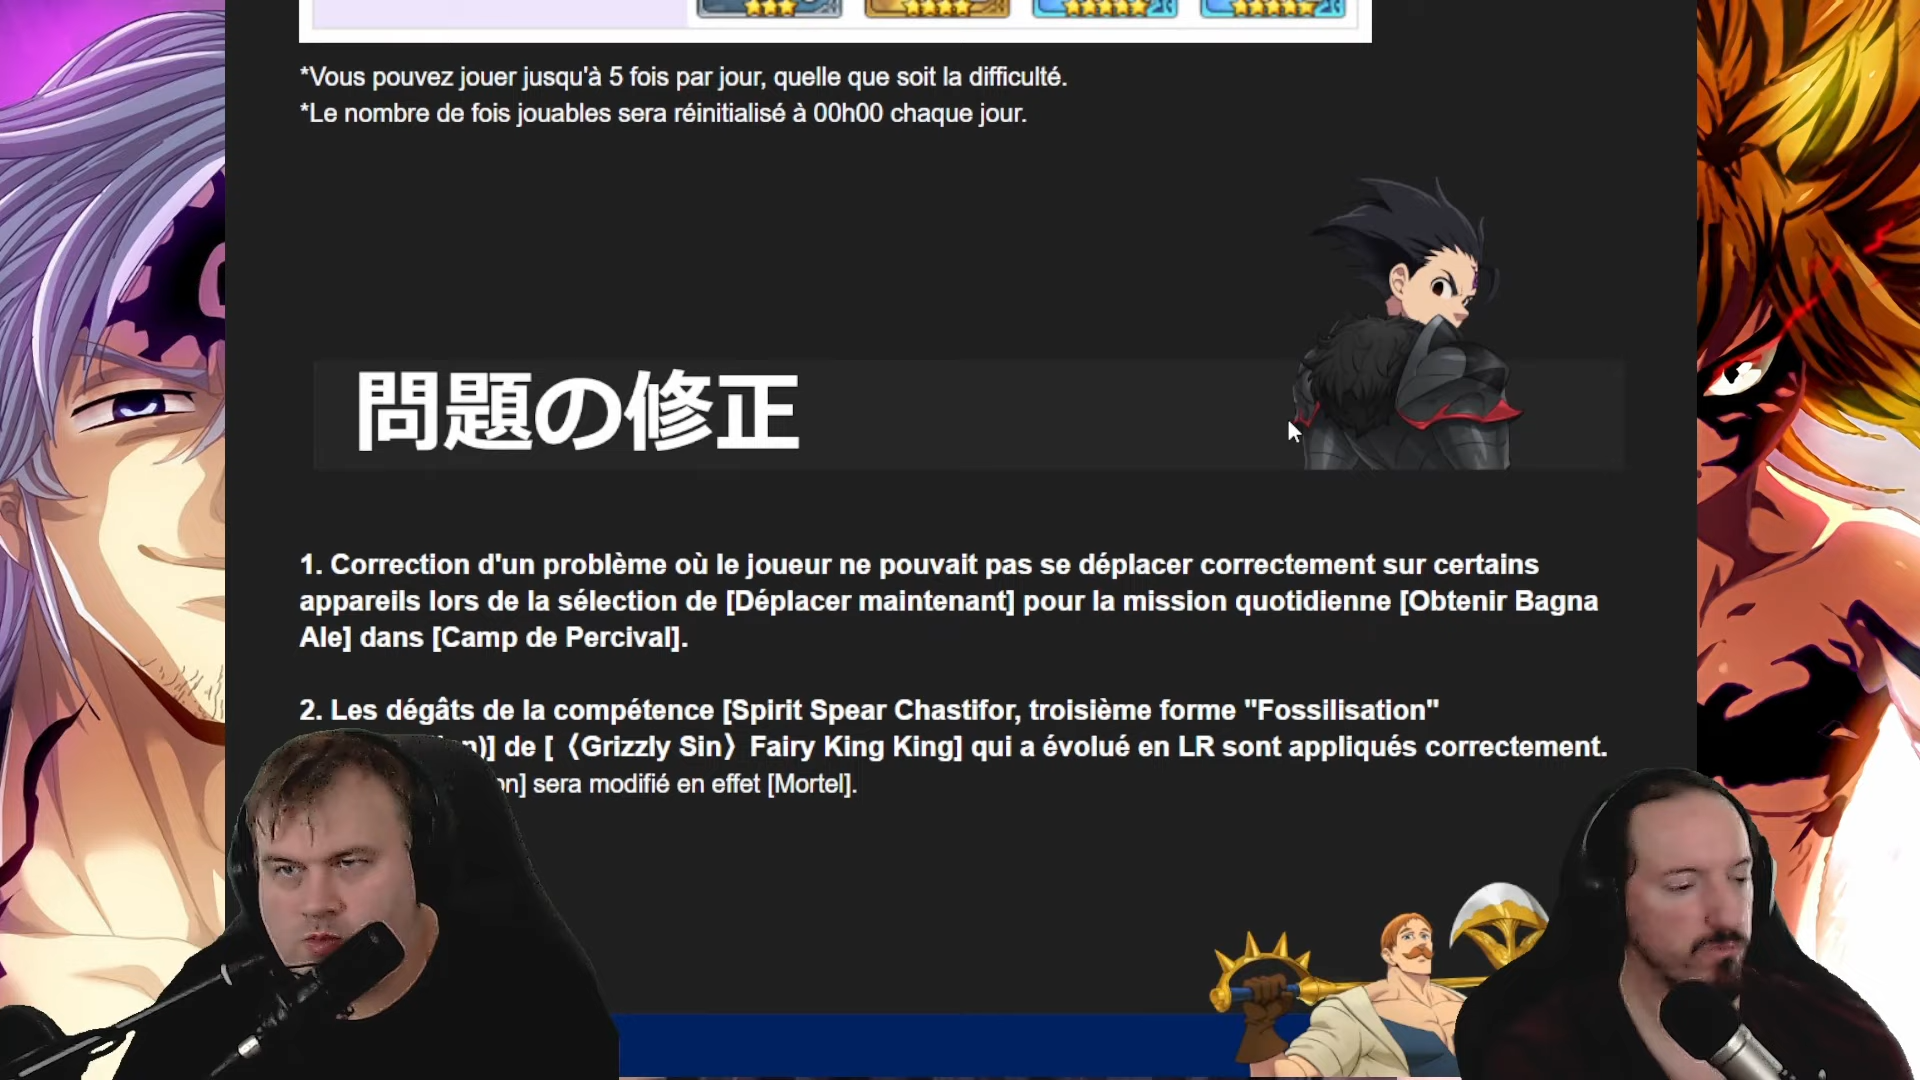 *Vous pouvez jouer jusqu'à 5 fois par jour, quelle que soit la difficulté.
*Le nombre de fois jouables sera réinitialisé à 00h00 chaque jour.
問題の修正
1. Correction d'un problème où le joueur ne pouvait pas se déplacer correctement sur certains
appareils lors de la sélection de [Déplacer maintenant] pour la mission quotidienne [Obtenir Bagna
Ale] dans [Camp de Percival].
2. Les dégâts de la compétence [Spirit Spear Chastifor, troisième forme "Fossilisation"
de [〈Grizzly Sin〉Fairy King King] qui a évolué en LR sont appliqués correctement.
sera modifié en effet [Mortel].